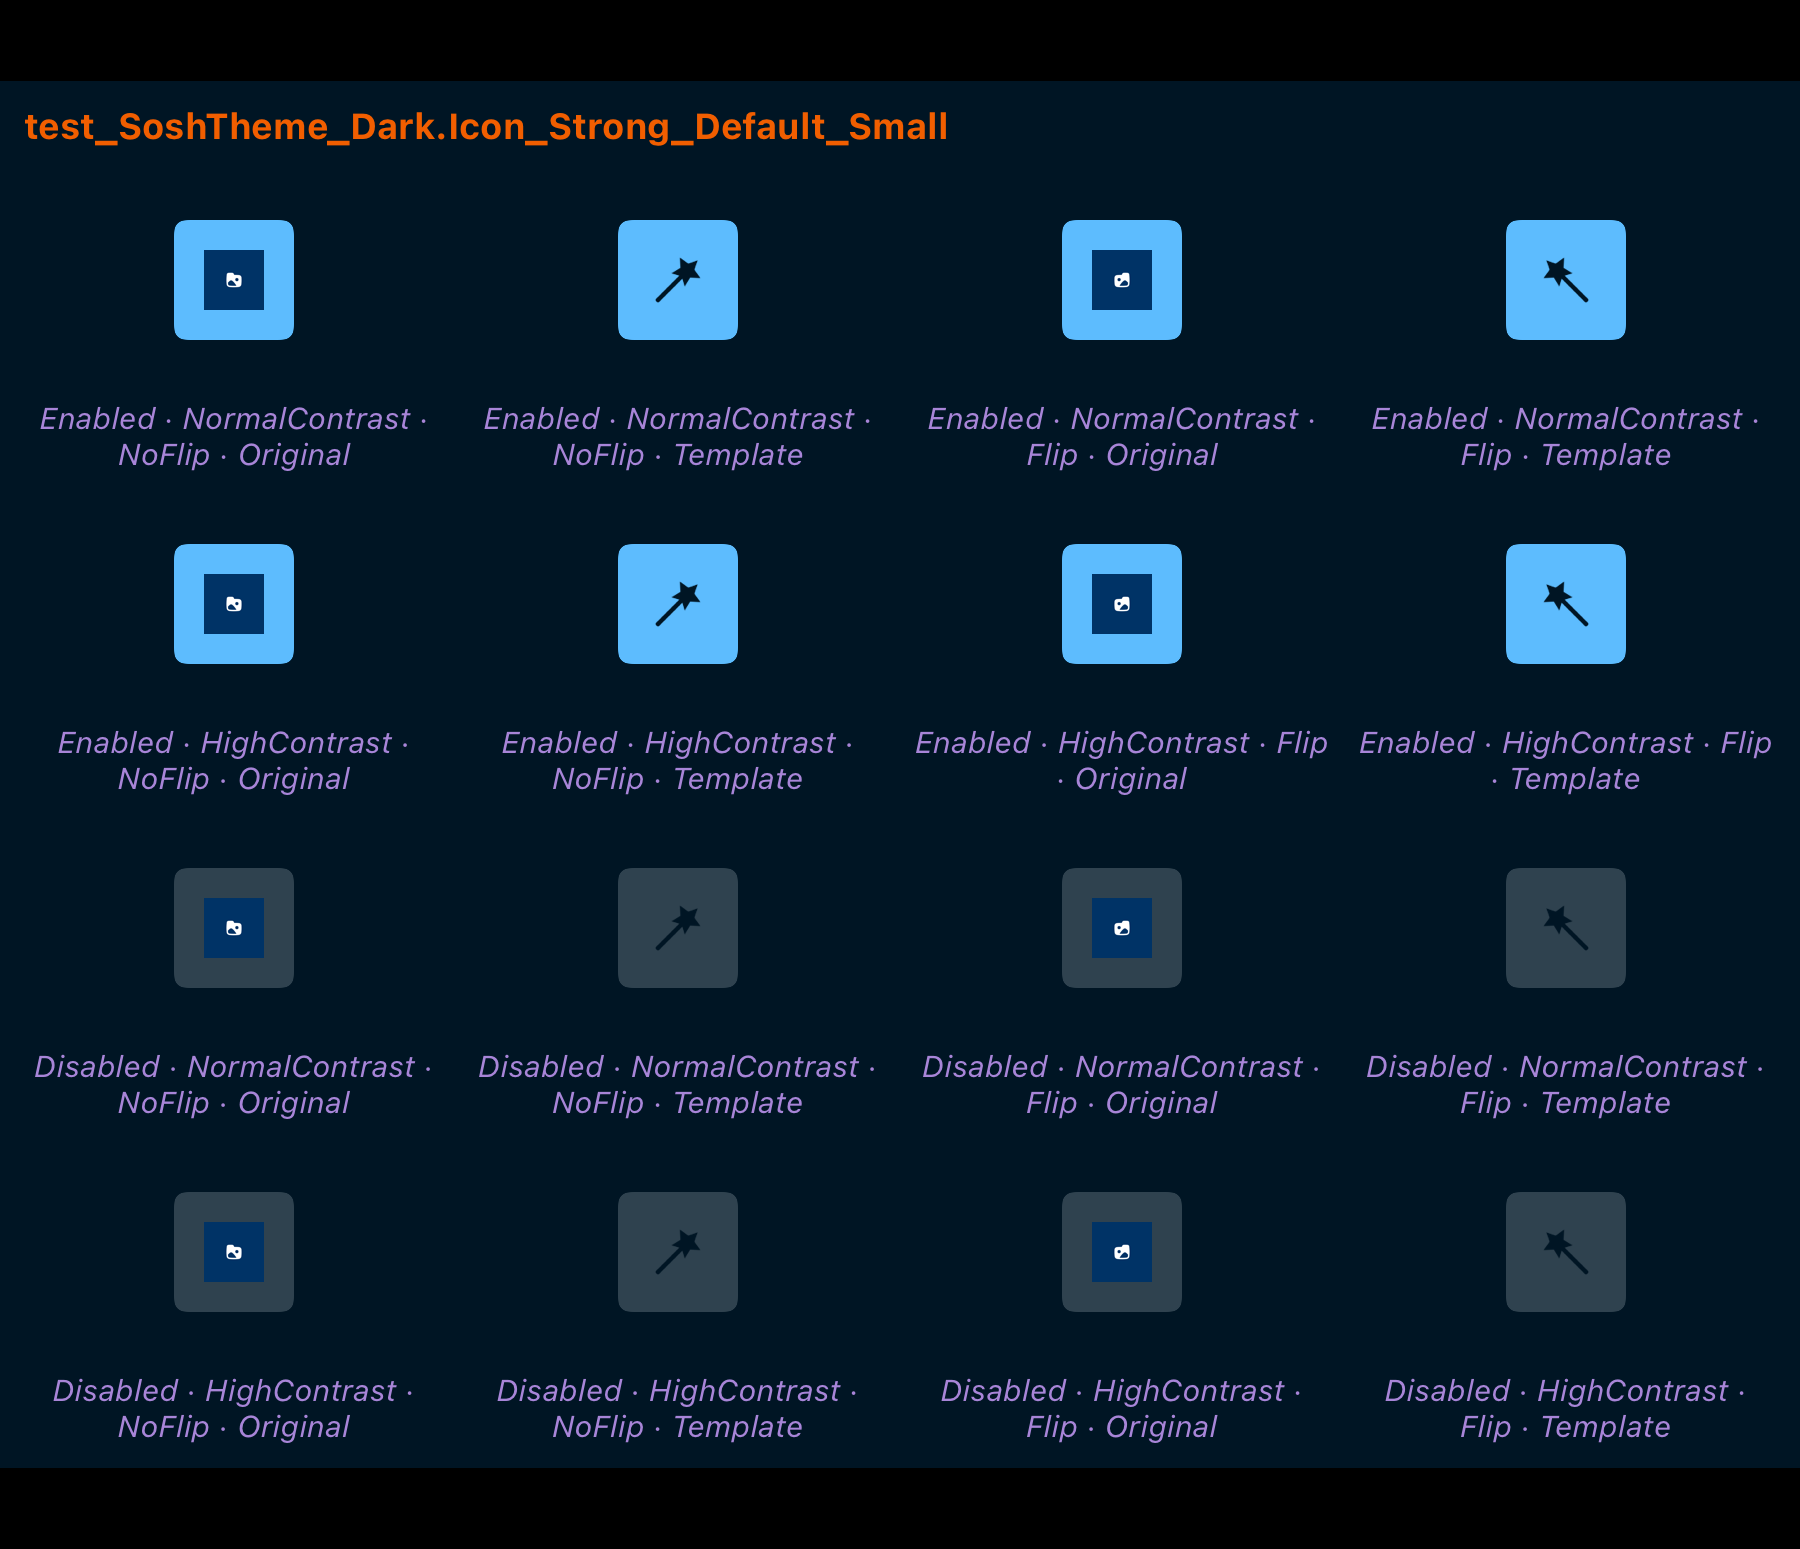 test_SoshTheme_Dark.Icon_Strong_Default_Small
Enabled · NormalContrast ·
NoFlip · Original
Enabled · NormalContrast ·
NoFlip · Template
Enabled · NormalContrast ·
Flip · Original
Enabled · NormalContrast ·
Flip · Template
Enabled · HighContrast ·
NoFlip · Original
Enabled · HighContrast ·
NoFlip · Template
Enabled · HighContrast · Flip
· Original
Enabled · HighContrast · Flip
· Template
Disabled · NormalContrast ·
NoFlip · Original
Disabled · NormalContrast ·
NoFlip · Template
Disabled · NormalContrast ·
Flip · Original
Disabled · NormalContrast ·
Flip · Template
Disabled · HighContrast ·
NoFlip · Original
Disabled · HighContrast ·
NoFlip · Template
Disabled · HighContrast ·
Flip · Original
Disabled · HighContrast ·
Flip · Template